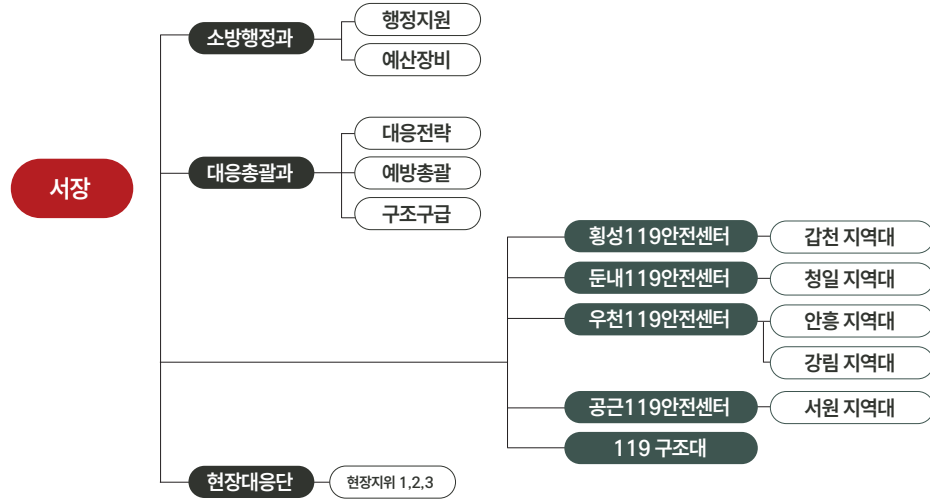 서장
소방행정과
행정지원
예산장비
대응총괄과
대응전략
예방총괄
구조구급
횡성119안전센터
갑천 지역대
둔내119안전센터
청일 지역대
우천119안전센터
안흥 지역대
강림 지역대
공근119안전센터
서원 지역대
119 구조대
현장대응단
현장지위 1,2,3